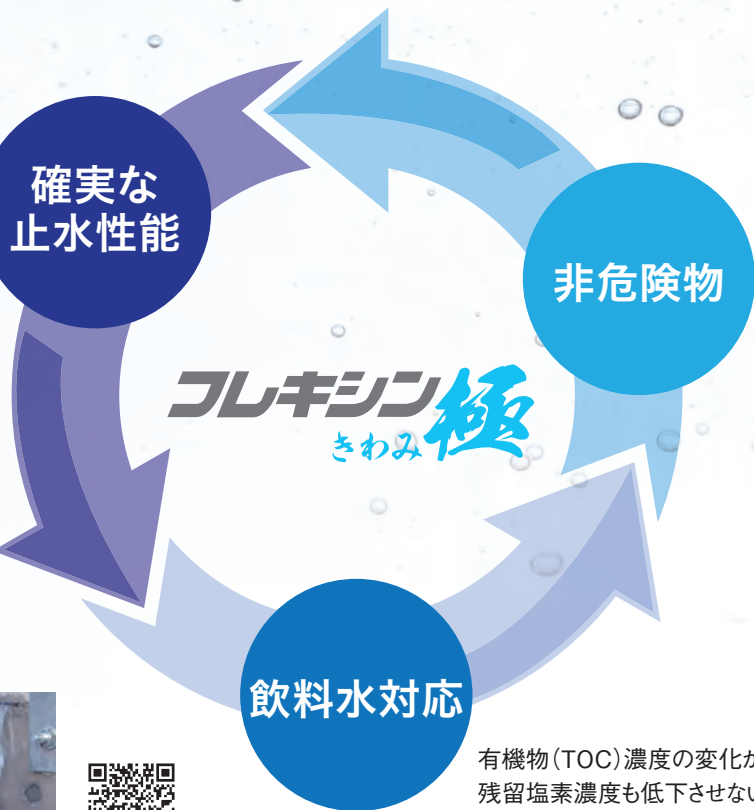 確実な
止水性能
非危険物
フレキシン極
きわみ
飲料水対応
有機物(TOC)濃度の変化が
残留塩素濃度も低下させない